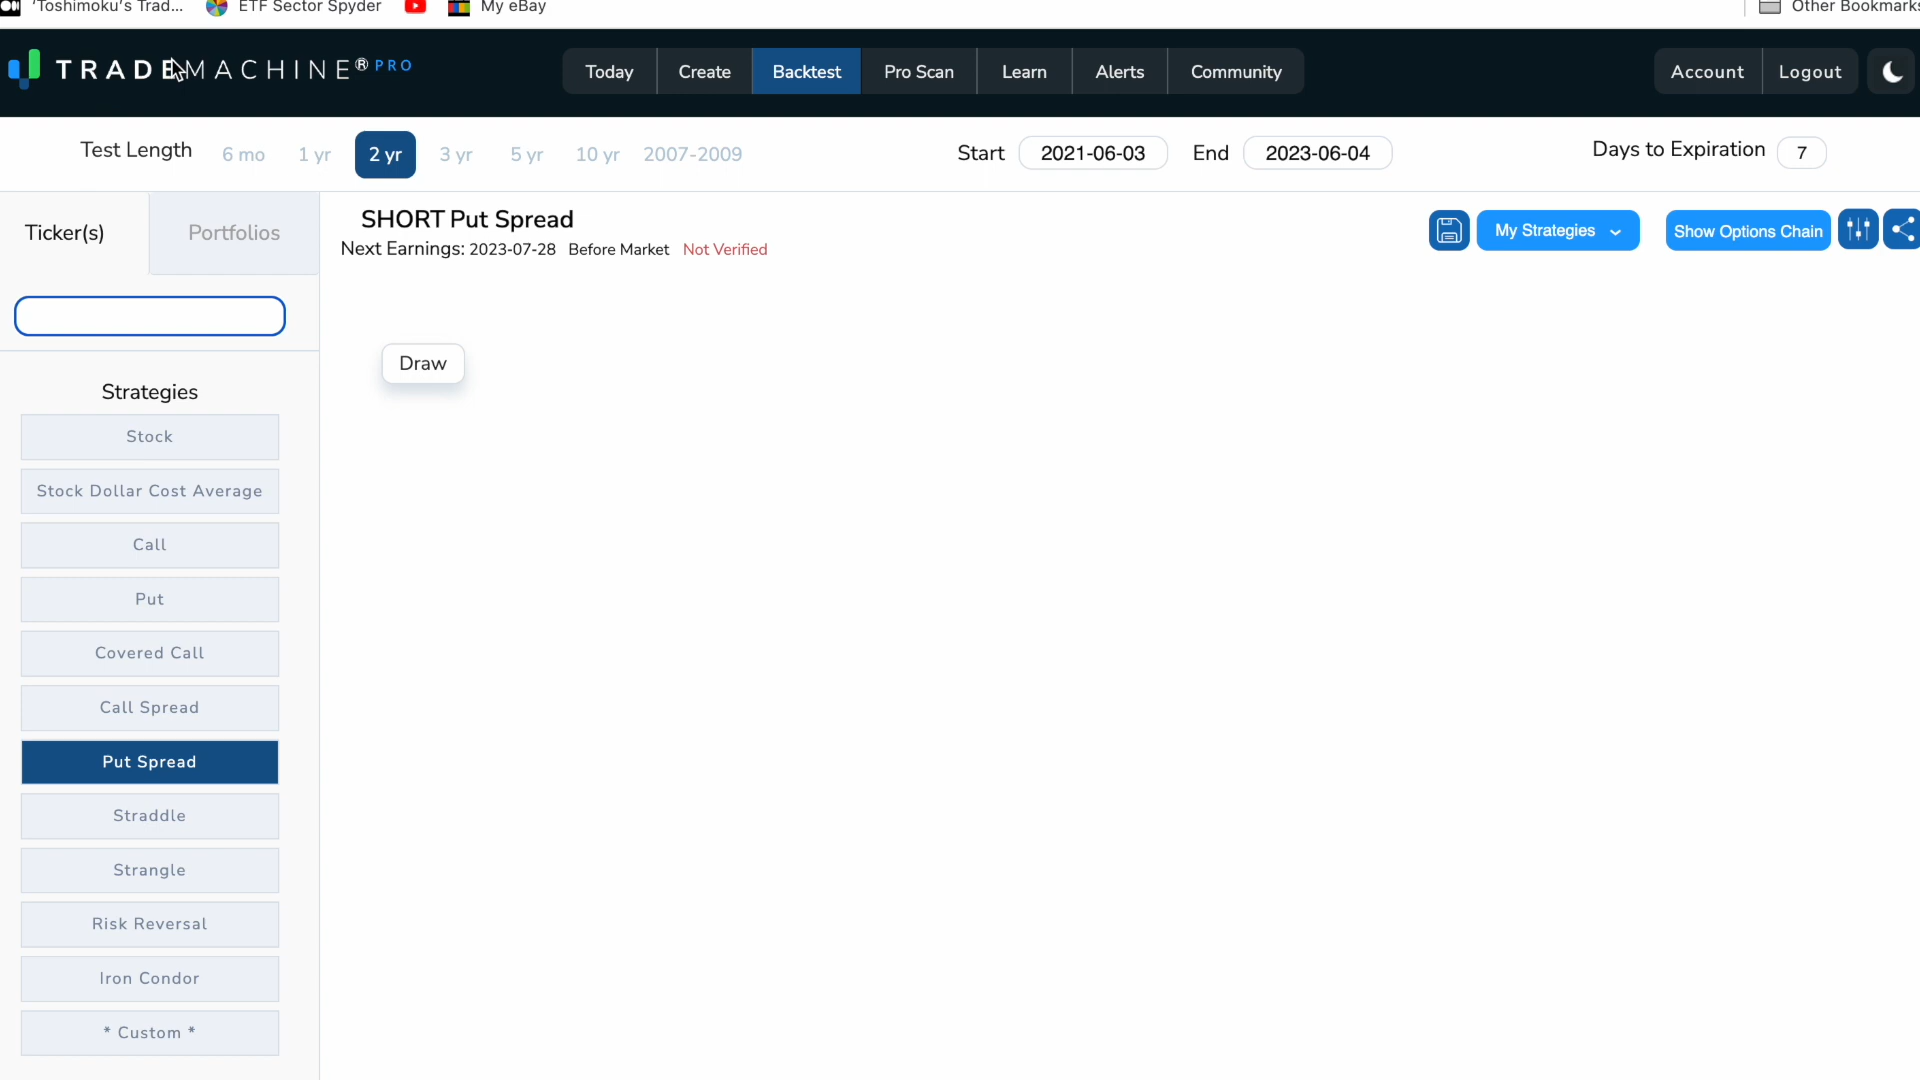 'Toshimoku's Trad... ETF Sector Spyder My eBay Other Bookmarks
TRADEMACHINE® PRO Today Create Backtest Pro Scan Learn Alerts Community Account Logout
Test Length 6 mo 1 yr 2 yr 3 yr 5 yr 10 yr 2007-2009 Start 2021-06-03 End 2023-06-04 Days to Expiration 7
Ticker(s) Portfolios
SHORT Put Spread
Next Earnings: 2023-07-28 Before Market Not Verified
My Strategies Show Options Chain
Draw
Strategies
Stock
Stock Dollar Cost Average
Call
Put
Covered Call
Call Spread
Put Spread
Straddle
Strangle
Risk Reversal
Iron Condor
* Custom *